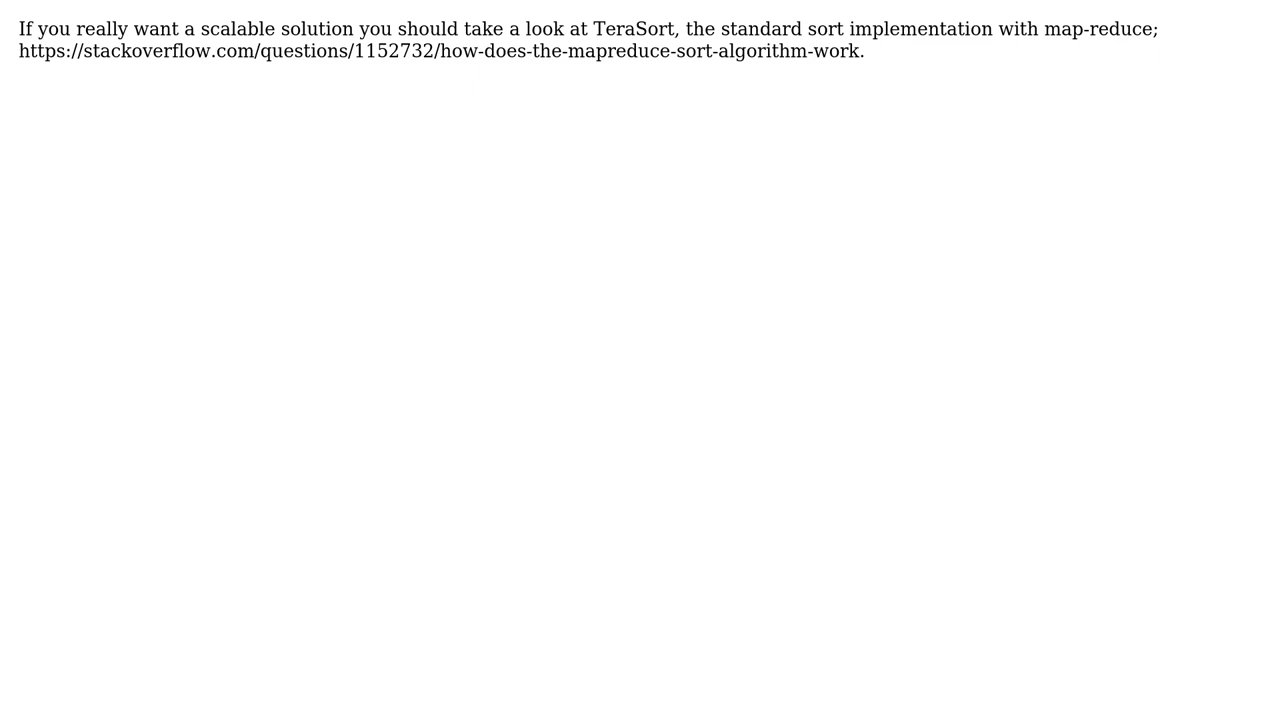 If you really want a scalable solution you should take a look at TeraSort, the standard sort implementation with map-reduce;
https://stackoverflow.com/questions/1152732/how-does-the-mapreduce-sort-algorithm-work.